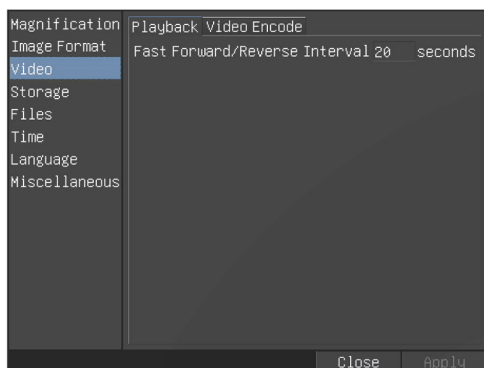 Magnification
Image Format
Video
Storage
Files
Time
Language
Miscellaneous
Playback Video Encode
Fast Forward/Reverse Interval 20 seconds
Close Apply